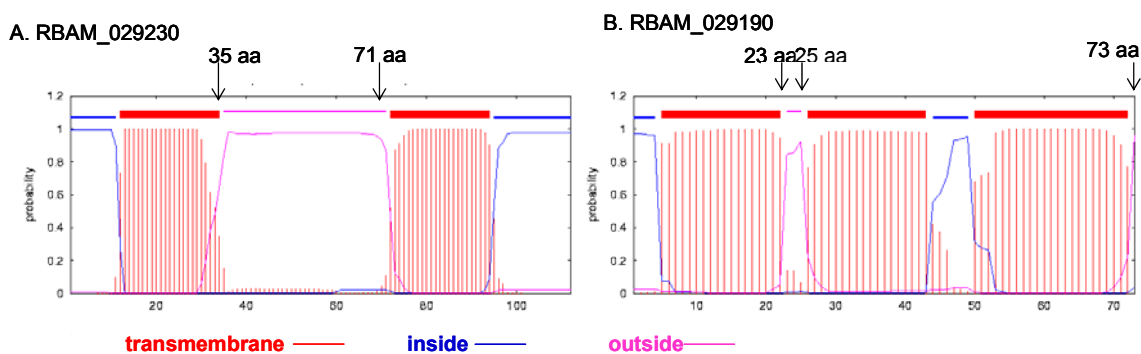 A. RBAM_029230
35 aa
71 aa
1.2
1
0.8
0.6
0.4
0.2
0
probability
20
40
60
80
100
B. RBAM_029190
23 aa
25 aa
73 aa
1.2
1
0.8
0.6
0.4
0.2
0
probability
10
20
30
40
50
60
70
transmembrane
inside
outside